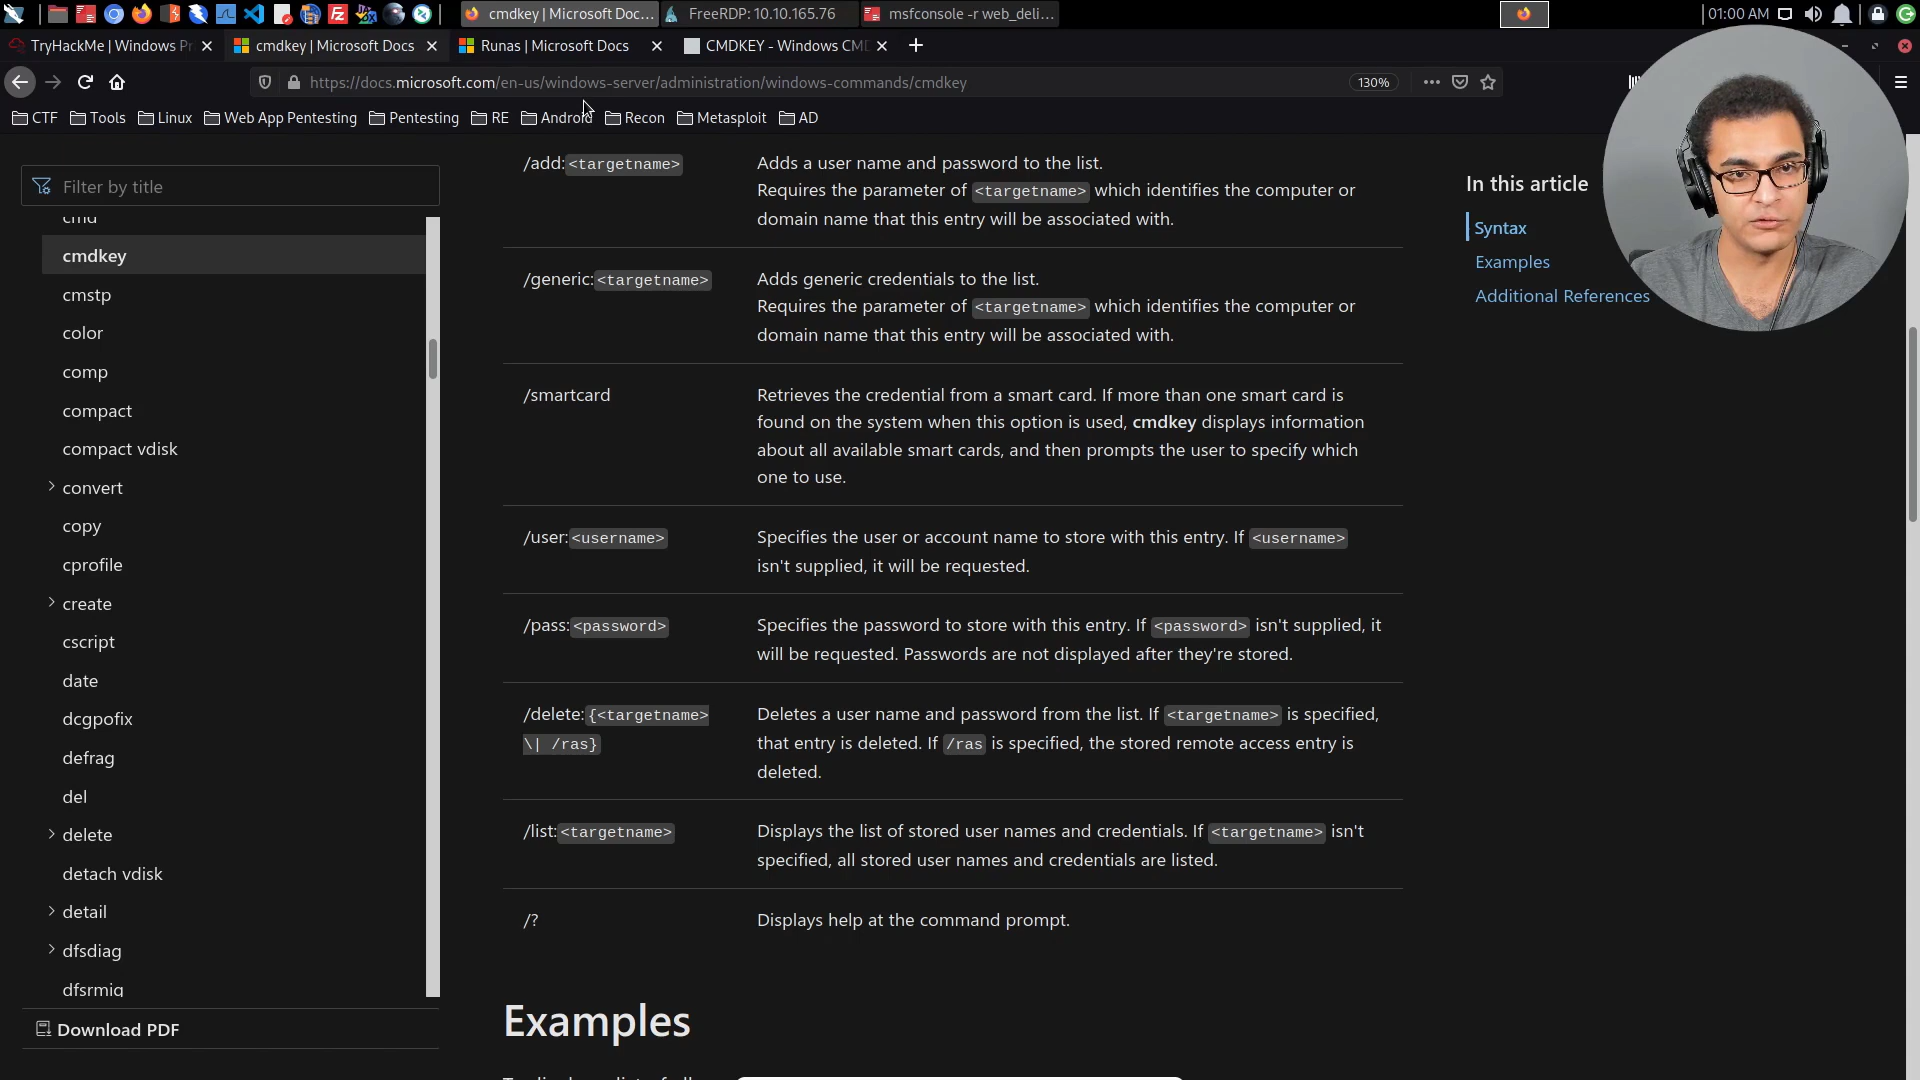 cmdkey | Microsoft Doc...
FreeRDP: 10.10.165.76
msfconsole -r web_deli...
01:00 AM
TryHackMe | Windows Pr
cmdkey | Microsoft Docs
Runas | Microsoft Docs
CMDKEY - Windows CMD
https://docs.microsoft.com/en-us/windows-server/administration/windows-commands/cmdkey
130%
CTF
Tools
Linux
Web App Pentesting
Pentesting
RE
Android
Recon
Metasploit
AD
Filter by title
cmd
cmdkey
cmstp
color
comp
compact
compact vdisk
convert
copy
cprofile
create
cscript
date
dcgpofix
defrag
del
delete
detach vdisk
detail
dfsdiag
dfsrmig
Download PDF
/add:<targetname>
Adds a user name and password to the list.
Requires the parameter of <targetname> which identifies the computer or
domain name that this entry will be associated with.
/generic:<targetname>
Adds generic credentials to the list.
Requires the parameter of <targetname> which identifies the computer or
domain name that this entry will be associated with.
/smartcard
Retrieves the credential from a smart card. If more than one smart card is
found on the system when this option is used, cmdkey displays information
about all available smart cards, and then prompts the user to specify which
one to use.
/user:<username>
Specifies the user or account name to store with this entry. If <username>
isn't supplied, it will be requested.
/pass:<password>
Specifies the password to store with this entry. If <password> isn't supplied, it
will be requested. Passwords are not displayed after they're stored.
/delete:{<targetname>
\| /ras}
Deletes a user name and password from the list. If <targetname> is specified,
that entry is deleted. If /ras is specified, the stored remote access entry is
deleted.
/list:<targetname>
Displays the list of stored user names and credentials. If <targetname> isn't
specified, all stored user names and credentials are listed.
/?
Displays help at the command prompt.
Examples
In this article
Syntax
Examples
Additional References